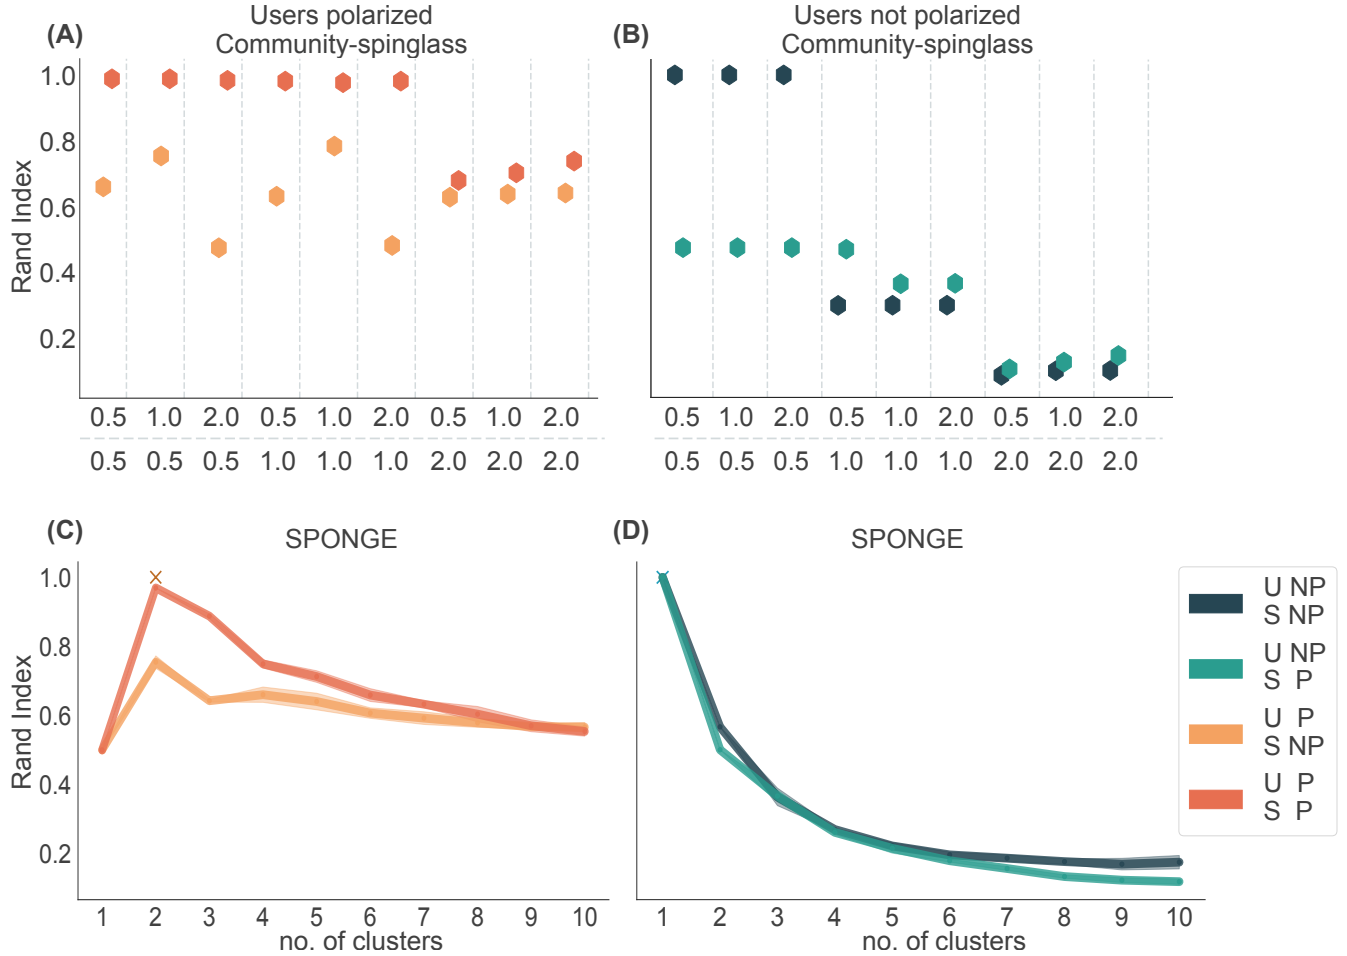 (A)
Users polarized
Community-spinglass
Rand Index
1.0
0.8
0.6
0.4
0.2
0.5 1.0 2.0 0.5 1.0 2.0 0.5 1.0 2.0
0.5 0.5 0.5 1.0 1.0 1.0 2.0 2.0 2.0
(B)
Users not polarized
Community-spinglass
0.5 1.0 2.0 0.5 1.0 2.0 0.5 1.0 2.0
0.5 0.5 0.5 1.0 1.0 1.0 2.0 2.0 2.0
(C)
SPONGE
Rand Index
1.0
0.8
0.6
0.4
0.2
1 2 3 4 5 6 7 8 9 10
no. of clusters
(D)
SPONGE
1 2 3 4 5 6 7 8 9 10
no. of clusters
U NP
S NP
U NP
S P
U P
S NP
U P
S P